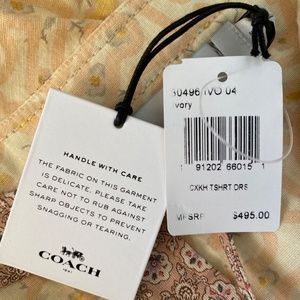 HANDLE WITH CARE
THE FABRIC ON THIS GARMENT
IS DELICATE. PLEASE TAKE
CARE NOT TO RUB AGAINST
SHARP OBJECTS TO PREVENT
SNAGGING OR TEARING.
COACH
30496 IVO 04
Ivory
91202 66015 1
CXKH TSHRT DRS
MFSRP
$495.00